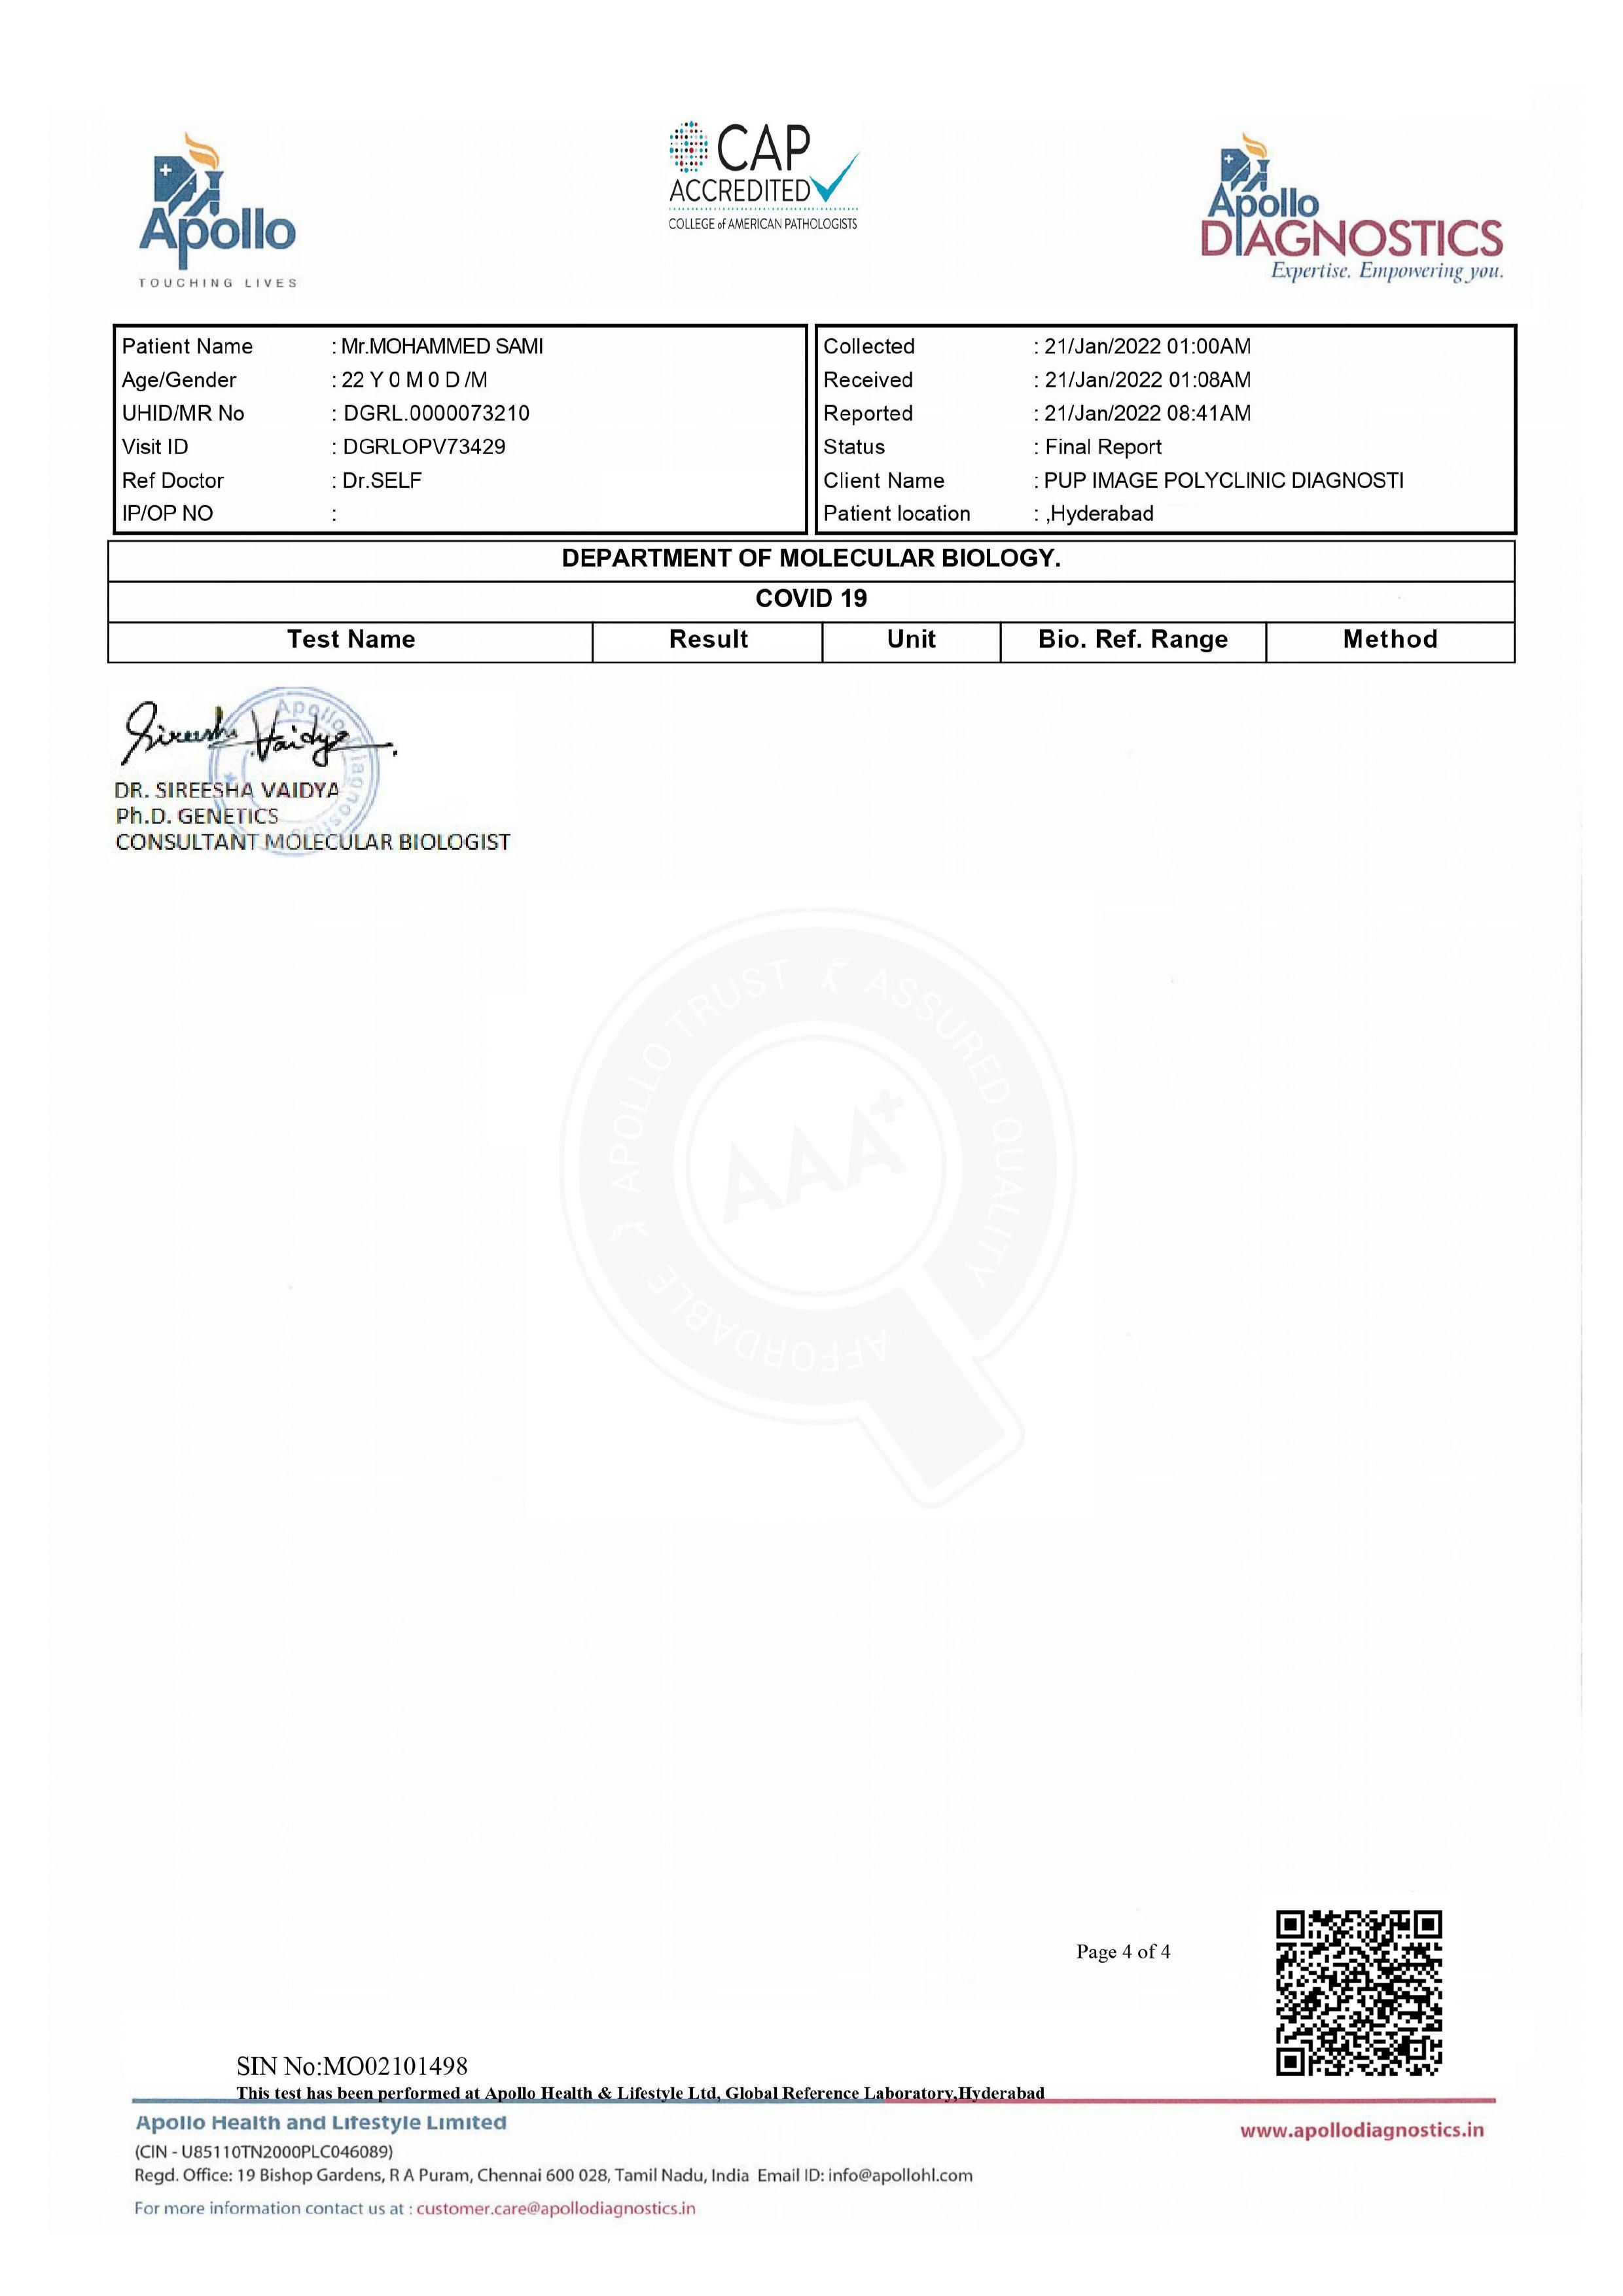 Apollo
TOUCHING LIVES
CAP
ACCREDITED
COLLEGE of AMERICAN PATHOLOGISTS
Apollo
DIAGNOSTICS
Expertise. Empowering you.
Patient Name : Mr.MOHAMMED SAMI
Age/Gender : 22 Y 0 M 0 D /M
UHID/MR No : DGRL.0000073210
Visit ID : DGRLOPV73429
Ref Doctor : Dr.SELF
IP/OP NO :
Collected : 21/Jan/2022 01:00AM
Received : 21/Jan/2022 01:08AM
Reported : 21/Jan/2022 08:41AM
Status : Final Report
Client Name : PUP IMAGE POLYCLINIC DIAGNOSTI
Patient location : ,Hyderabad
DEPARTMENT OF MOLECULAR BIOLOGY.
COVID 19
Test Name Result Unit Bio. Ref. Range Method
Sireesha Vaidya.
Apollo Diagnostics
DR. SIREESHA VAIDYA
Ph.D. GENETICS
CONSULTANT MOLECULAR BIOLOGIST
APOLLO TRUST ASSURED QUALITY AFFORDABLE
AAA+
Page 4 of 4
SIN No:MO02101498
This test has been performed at Apollo Health & Lifestyle Ltd, Global Reference Laboratory,Hyderabad
Apollo Health and Lifestyle Limited
www.apollodiagnostics.in
(CIN - U85110TN2000PLC046089)
Regd. Office: 19 Bishop Gardens, R A Puram, Chennai 600 028, Tamil Nadu, India Email ID: info@apollohl.com
For more information contact us at : customer.care@apollodiagnostics.in